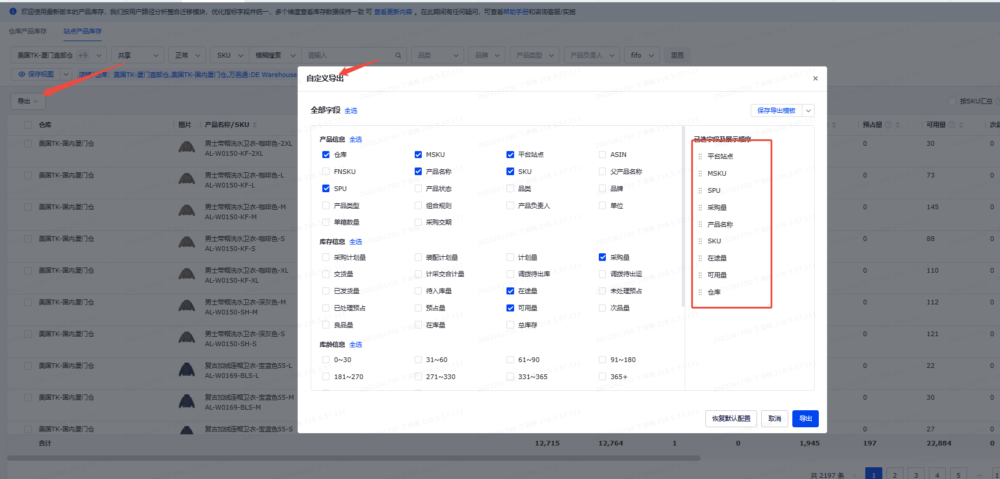 欢迎使用最新版本的产品库存，我们按用户路径分析整合迁移模块，优化指标字段并统一，多个维度查看库存数据保持一致 可 查看更新内容 。在此期间有任何疑问，可查看帮助手册和咨询客服/实施
仓库产品库存 站点产品库存
美国TK-厦门直邮仓 +9 共享 正常 SKU 模糊搜索 请输入 品类 品牌 产品类型 产品负责人 fifo 重置
保存视图 店铺/仓库: 美国TK-厦门直邮仓,美国TK-国内厦门仓,万邑通:DE Warehouse
导出 按SKU汇总
仓库 图片 产品名称/SKU 预占量 可用量 次品
美国TK-国内厦门仓 男士带帽洗水卫衣-咖啡色-2XL 0 30 0
AL-W0150-KF-2XL
美国TK-国内厦门仓 男士带帽洗水卫衣-咖啡色-L 0 73 0
AL-W0150-KF-L
美国TK-国内厦门仓 男士带帽洗水卫衣-咖啡色-M 0 145 0
AL-W0150-KF-M
美国TK-国内厦门仓 男士带帽洗水卫衣-咖啡色-S 0 88 0
AL-W0150-KF-S
美国TK-国内厦门仓 男士带帽洗水卫衣-咖啡色-XL 0 110 0
AL-W0150-KF-XL
美国TK-国内厦门仓 男士带帽洗水卫衣-深灰色-M 0 112 0
AL-W0150-SH-M
美国TK-国内厦门仓 男士带帽洗水卫衣-深灰色-S 0 121 0
AL-W0150-SH-S
美国TK-国内厦门仓 复古加绒连帽卫衣-宝蓝色55-L 0 22 0
AL-W0169-BLS-L
美国TK-国内厦门仓 复古加绒连帽卫衣-宝蓝色55-M 0 30 0
AL-W0169-BLS-M
美国TK-国内厦门仓 复古加绒连帽卫衣-宝蓝色55-S 0 27 0
合计 12,715 12,764 1 0 1,945 197 22,884 0
共 2197 条 1 2 3 4 5 ··· 1
自定义导出
全部字段 全选 保存导出模板
产品信息 全选
仓库 MSKU 平台站点 ASIN
FNSKU 产品名称 SKU 父产品名称
SPU 产品状态 品类 品牌
产品类型 组合规则 产品负责人 单位
单箱数量 采购交期
库存信息 全选
采购计划量 装配计划量 计划量 采购量
交货量 计采交合计量 调拨待出库 调拨待出运
已发货量 待入库量 在途量 未处理预占
已处理预占 预占量 可用量 次品量
良品量 在库量 总库存
库龄信息 全选
0~30 31~60 61~90 91~180
181~270 271~330 331~365 365+
已选字段及展示顺序
平台站点
MSKU
SPU
采购量
产品名称
SKU
在途量
可用量
仓库
恢复默认配置 取消 导出